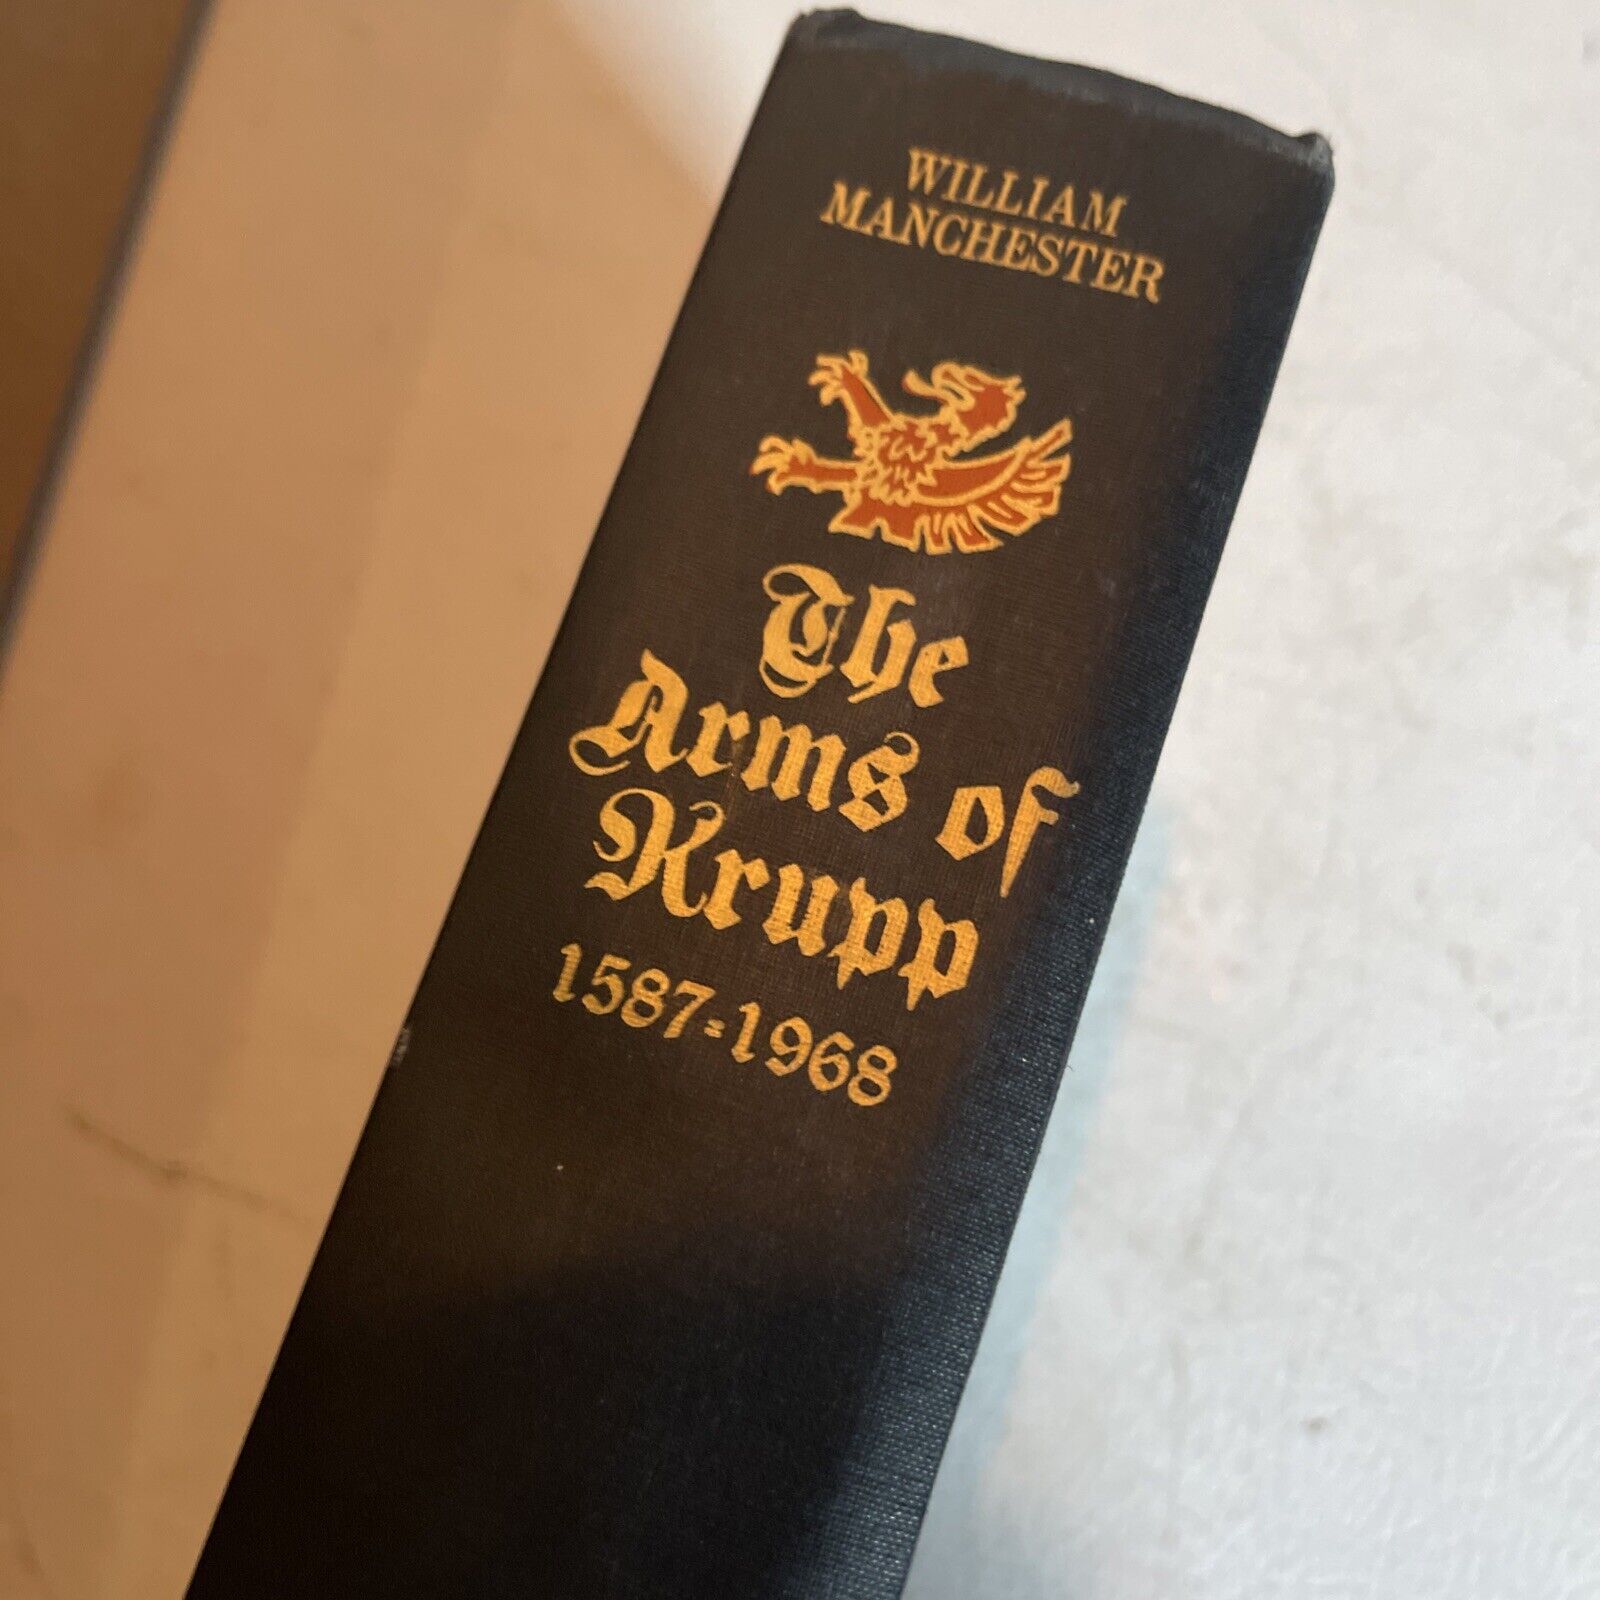 WILLIAM
MANCHESTER
The
Arms of
Krupp
1587=1968